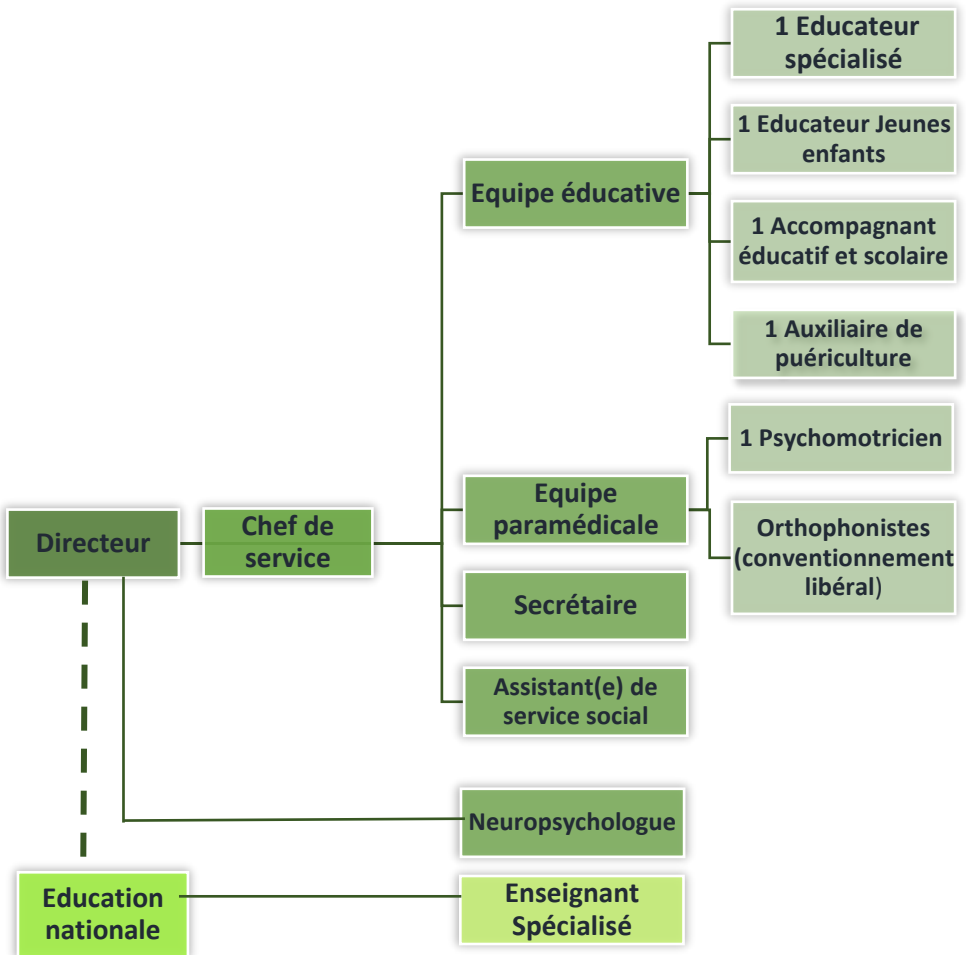 1 Educateur
spécialisé
1 Educateur Jeunes
enfants
Equipe éducative
1 Accompagnant
éducatif et scolaire
1 Auxiliaire de
puériculture
1 Psychomotricien
Equipe
paramédicale
Orthophonistes
(conventionnement
libéral)
Directeur
Chef de
service
Secrétaire
Assistant(e) de
service social
Neuropsychologue
Education
nationale
Enseignant
Spécialisé